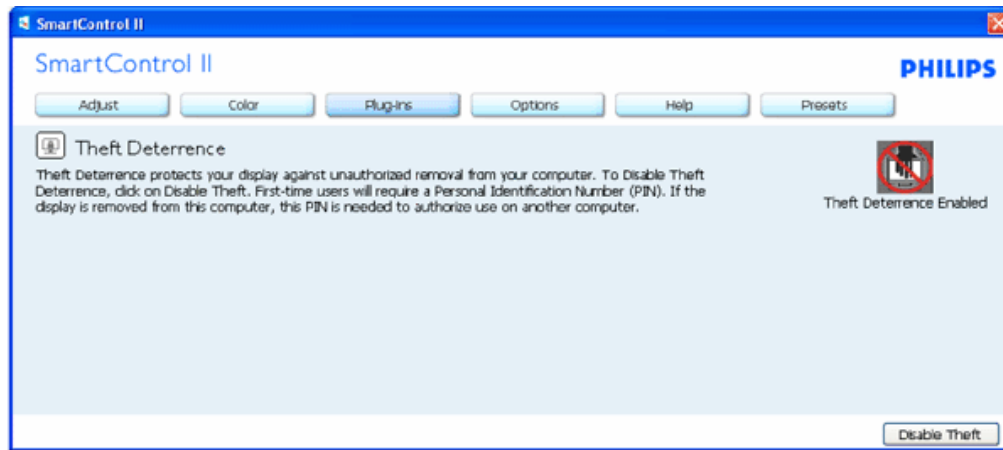 SmartControl II
SmartControl II
PHILIPS
Adjust Color Plug-Ins Options Help Presets
Theft Deterrence
Theft Deterrence protects your display against unauthorized removal from your computer. To Disable Theft
Deterrence, click on Disable Theft. First-time users will require a Personal Identification Number (PIN). If the
display is removed from this computer, this PIN is needed to authorize use on another computer.
Theft Deterrence Enabled
Disable Theft